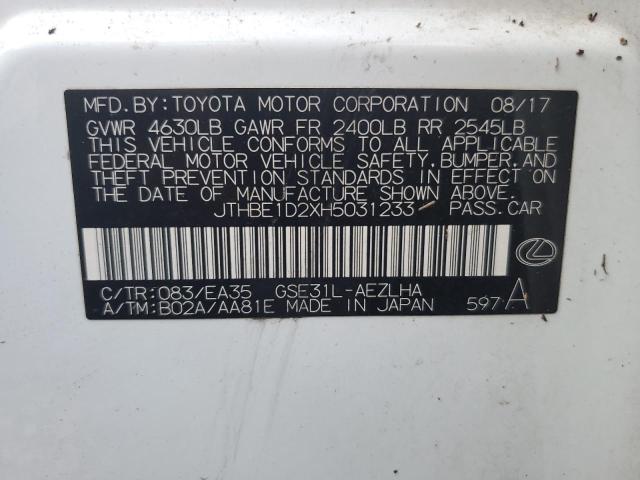 MFD.BY:TOYOTA MOTOR CORPORATION 08/17
GVWR 4630LB GAWR FR 2400LB RR 2545LB
THIS VEHICLE CONFORMS TO ALL APPLICABLE
FEDERAL MOTOR VEHICLE SAFETY,BUMPER,AND
THEFT PREVENTION STANDARDS IN EFFECT ON
THE DATE OF MANUFACTURE SHOWN ABOVE.
JTHBE1D2XH5031233 PASS.CAR
C/TR:083/EA35 GSE31L-AEZLHA
A/TM:B02A/AA81E MADE IN JAPAN 597 A